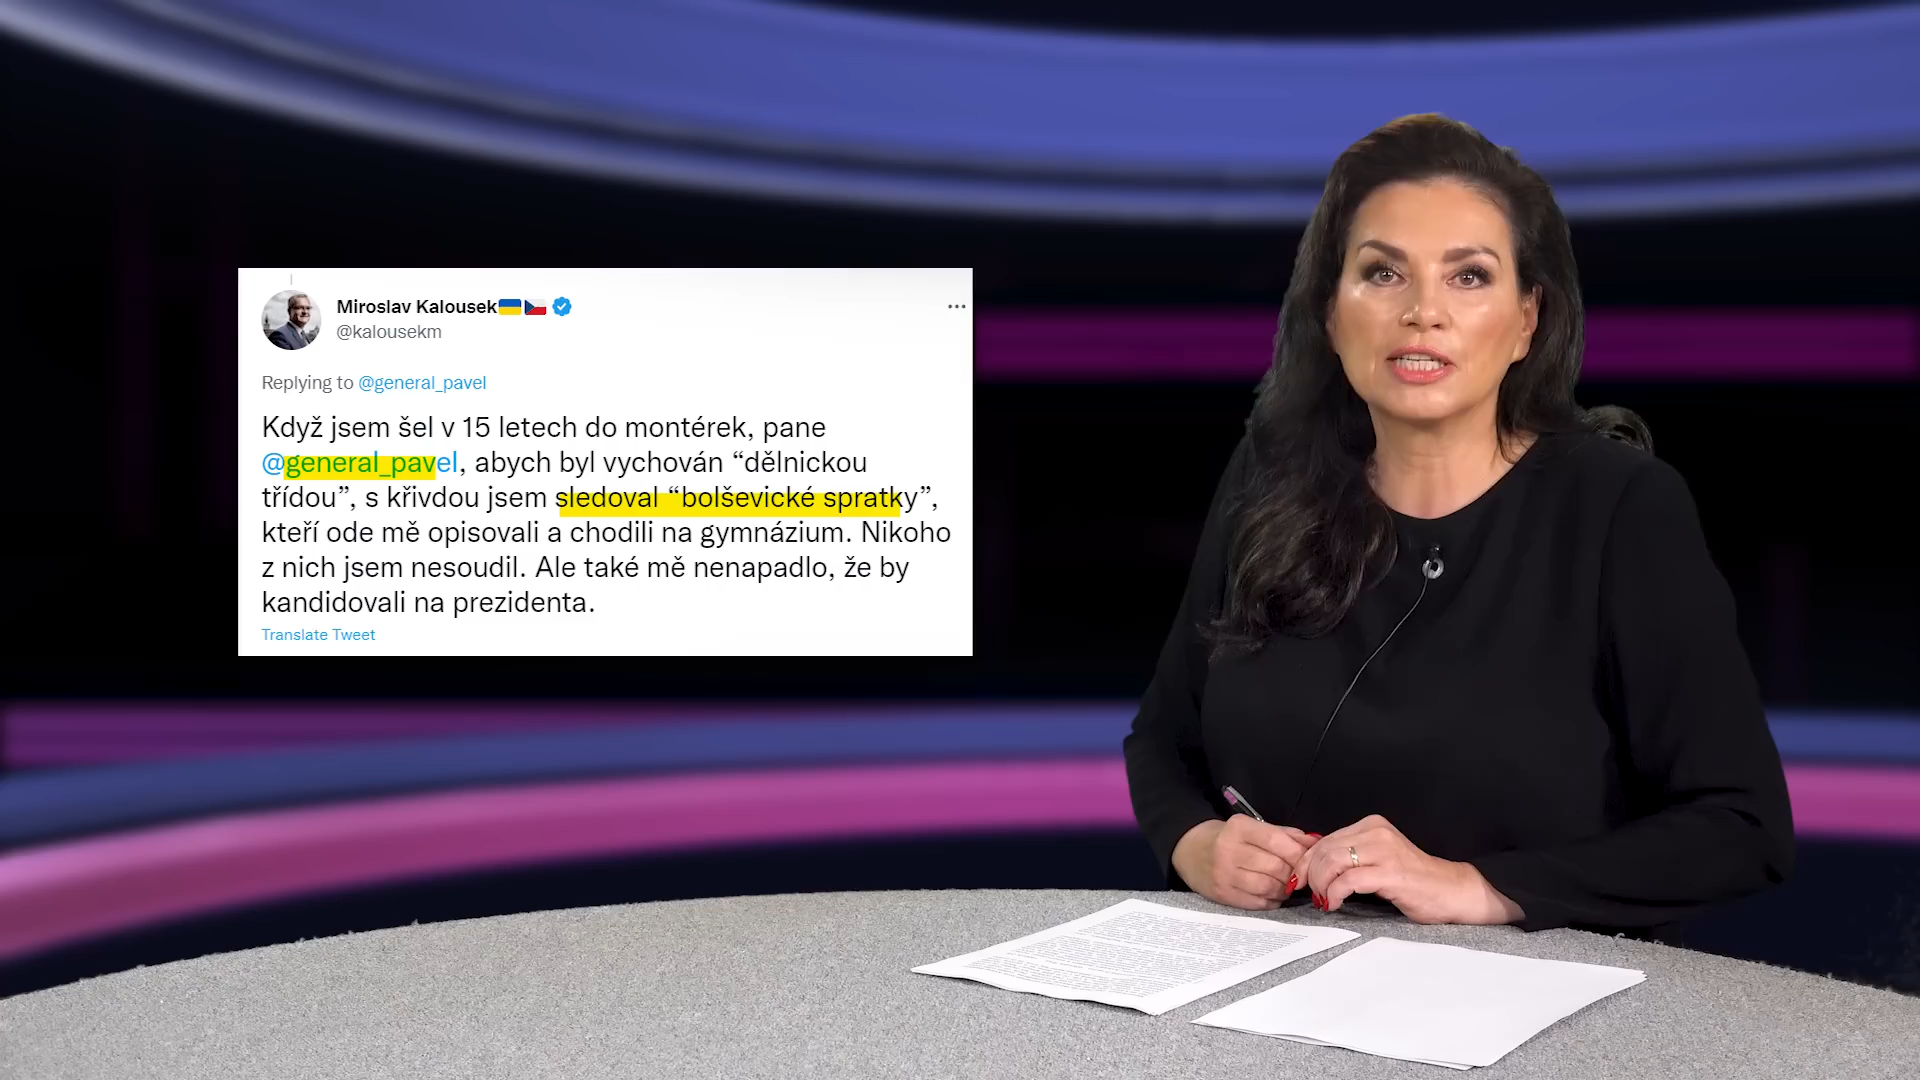 Miroslav Kalousek🇺🇦🇨🇿
@kalousekm
Replying to @general_pavel
Když jsem šel v 15 letech do montérek, pane
@general_pavel, abych byl vychován “dělnickou
třídou”, s křivdou jsem sledoval “bolševické spratky”,
kteří ode mě opisovali a chodili na gymnázium. Nikoho
z nich jsem nesoudil. Ale také mě nenapadlo, že by
kandidovali na prezidenta.
Translate Tweet